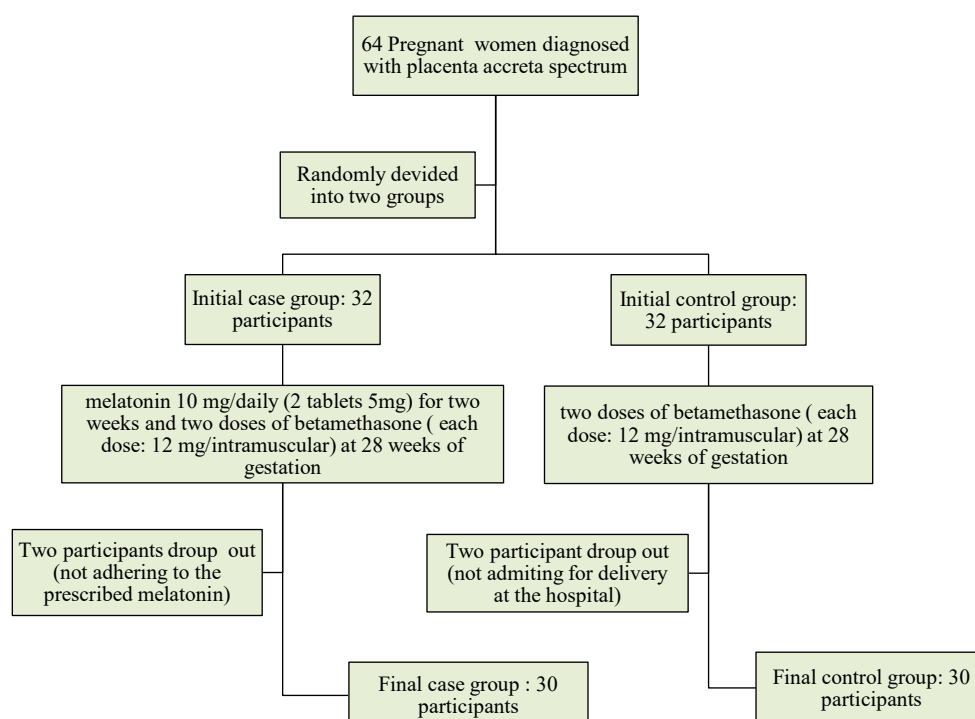 64 Pregnant women diagnosed
with placenta accreta spectrum
Randomly devided
into two groups
Initial case group: 32
participants
Initial control group:
32 participants
melatonin 10 mg/daily (2 tablets 5mg) for two
weeks and two doses of betamethasone ( each
dose: 12 mg/intramuscular) at 28 weeks of
gestation
two doses of betamethasone ( each
dose: 12 mg/intramuscular) at 28
weeks of gestation
Two participants droup out
(not adhering to the
prescribed melatonin)
Two participant droup out
(not admiting for delivery
at the hospital)
Final case group : 30
participants
Final control group: 30
participants